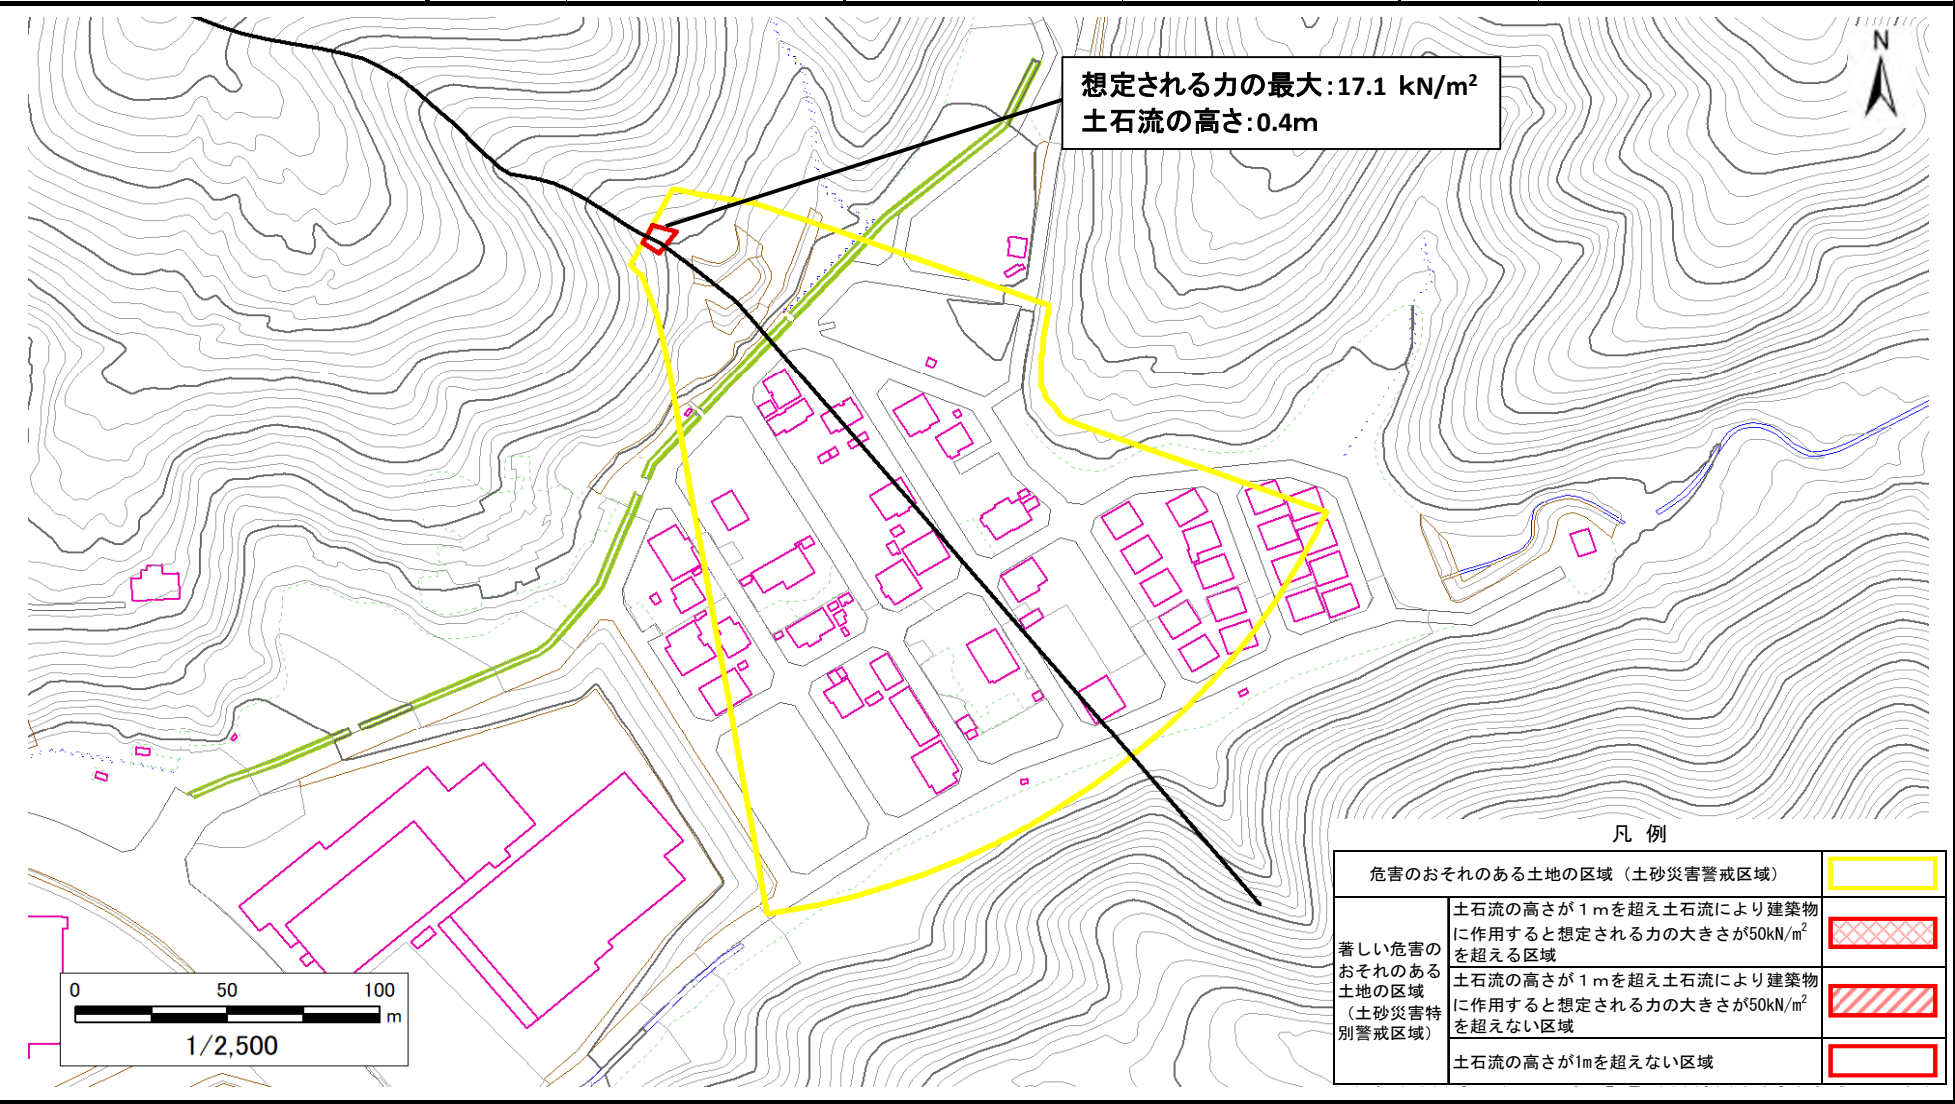 N
想定される力の最大:17.1 kN/m²
土石流の高さ:0.4m
凡 例
危害のおそれのある土地の区域（土砂災害警戒区域）
著しい危害の
おそれのある
土地の区域
（土砂災害特
別警戒区域）
土石流の高さが１ｍを超え土石流により建築物
に作用すると想定される力の大きさが50kN/㎡
を超える区域
土石流の高さが１ｍを超え土石流により建築物
に作用すると想定される力の大きさが50kN/㎡
を超えない区域
土石流の高さが1mを超えない区域
0 50 100
m
1/2,500